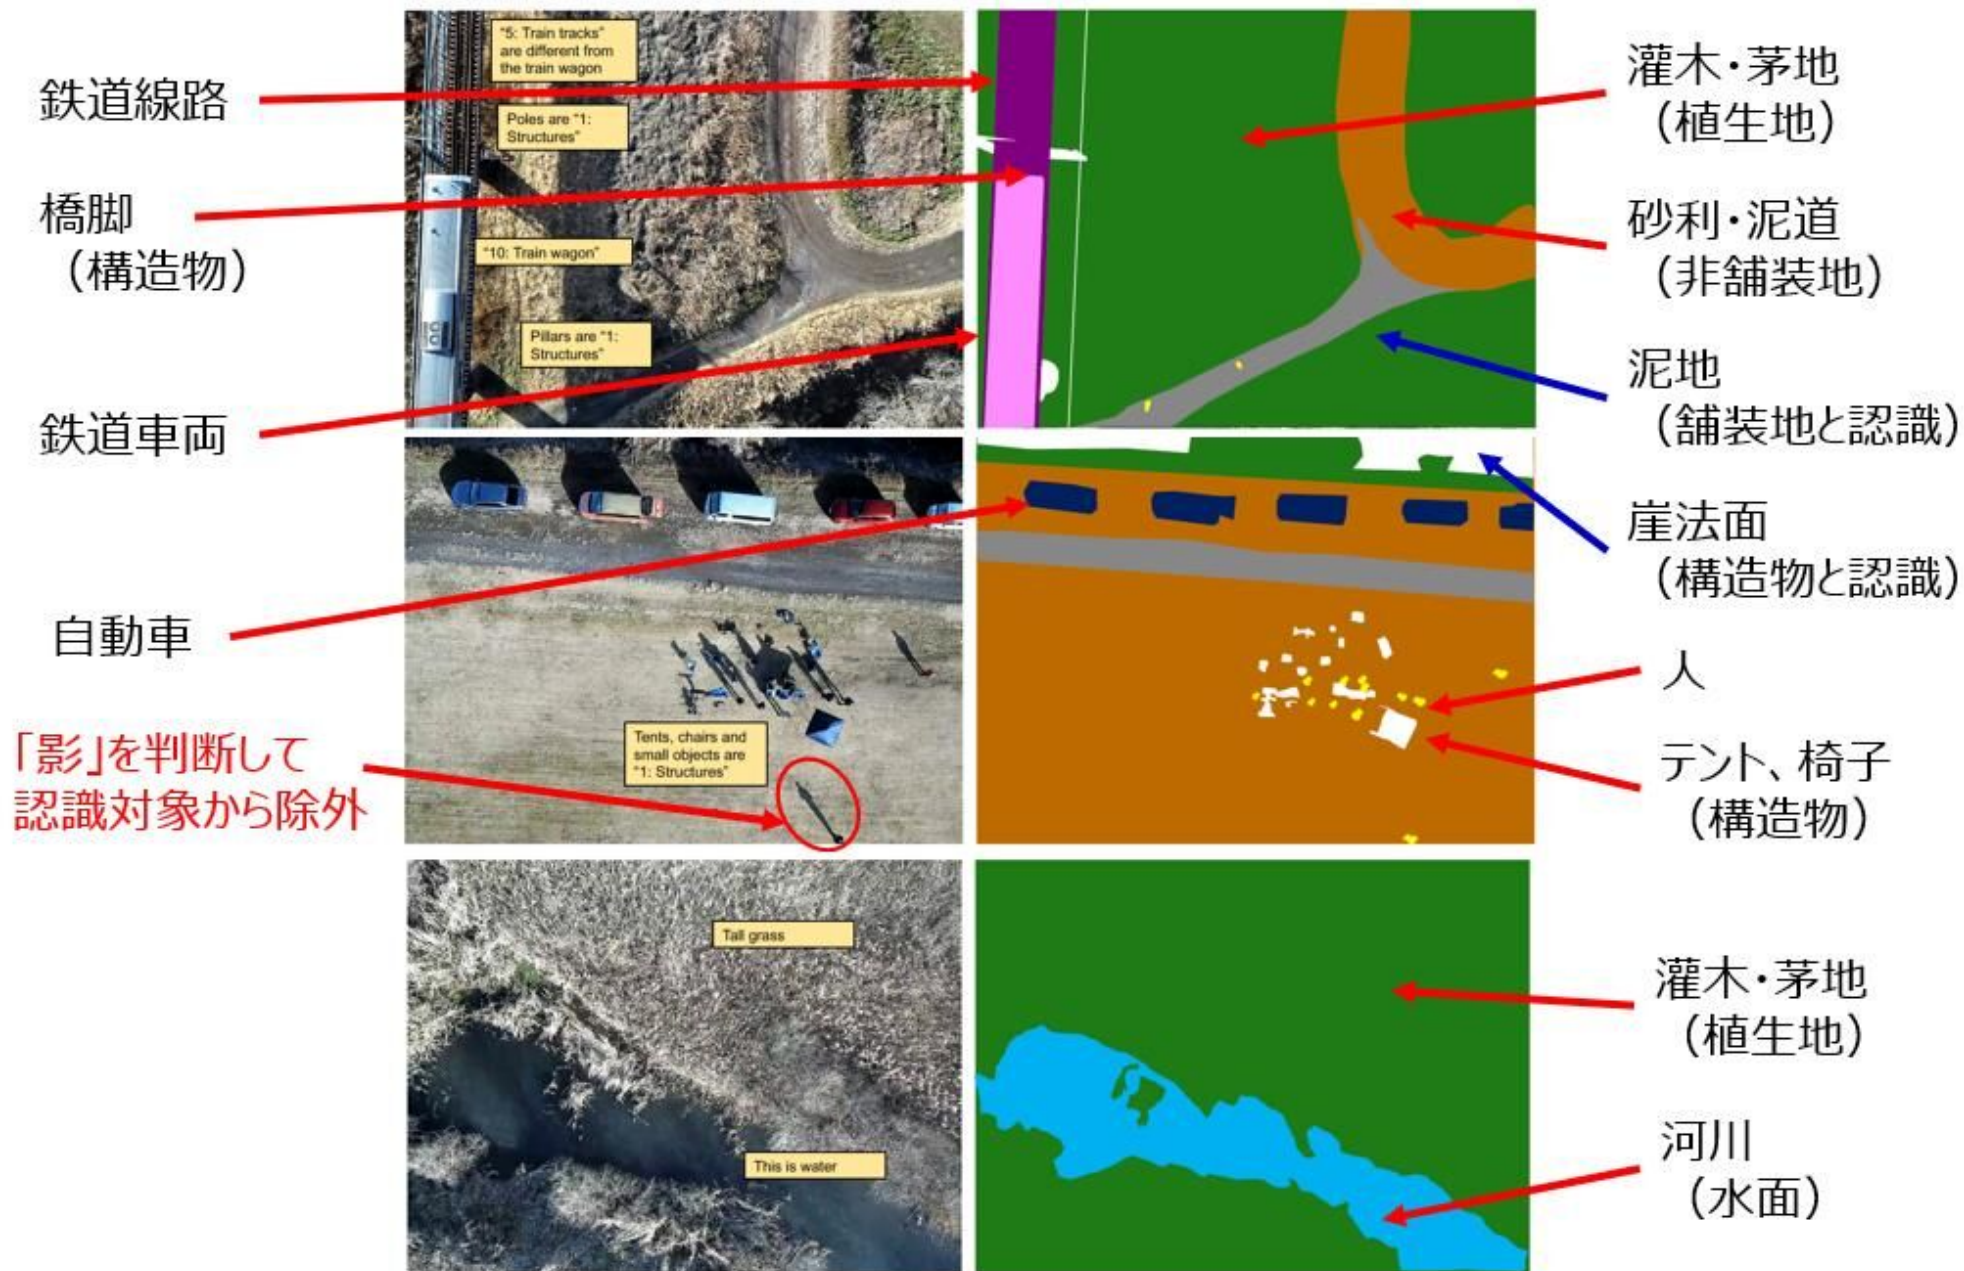 鉄道線路
橋脚
（構造物）
鉄道車両
自動車
「影」を判断して
認識対象から除外
"5: Train tracks"
are different from
the train wagon
Poles are "1:
Structures"
"10: Train wagon"
Pillars are "1:
Structures"
Tents, chairs and
small objects are
"1: Structures"
Tall grass
This is water
灌木・茅地
（植生地）
砂利・泥道
（非舗装地）
泥地
（舗装地と認識）
崖法面
（構造物と認識）
人
テント、椅子
（構造物）
灌木・茅地
（植生地）
河川
（水面）